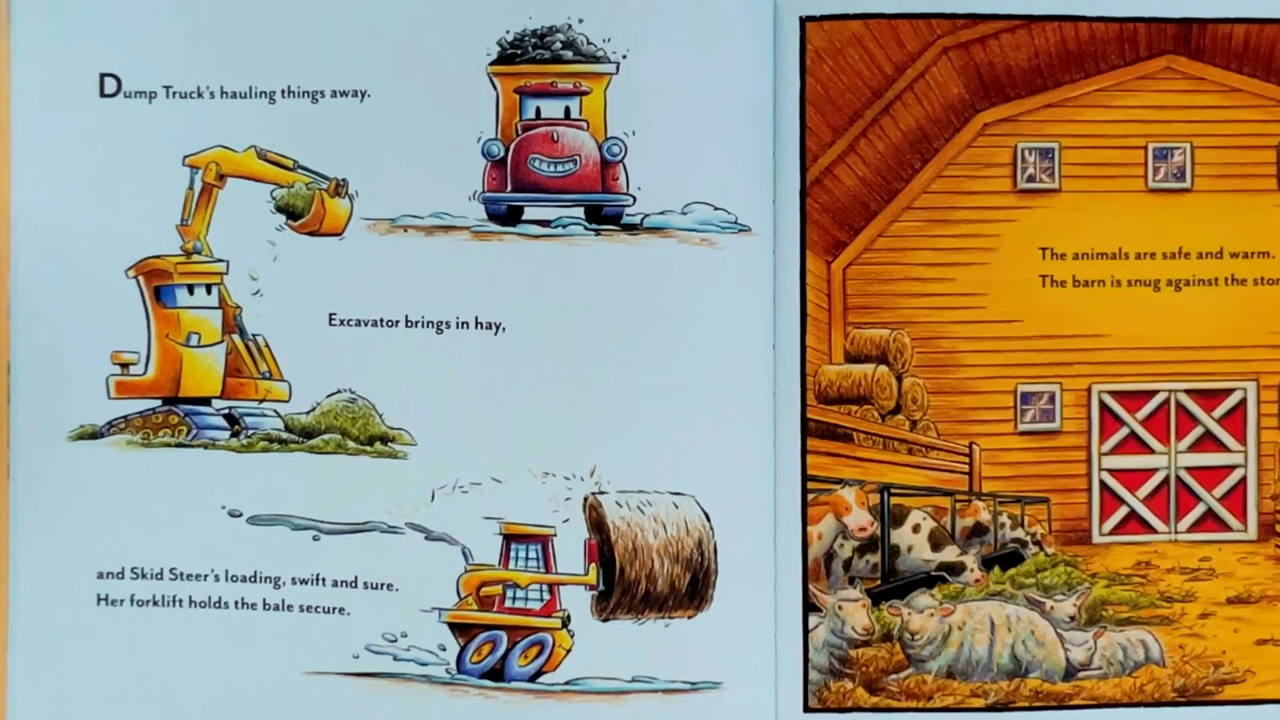 Dump Truck's hauling things away.
Excavator brings in hay,
and Skid Steer's loading, swift and sure.
Her forklift holds the bale secure.
The animals are safe and warm.
The barn is snug against the